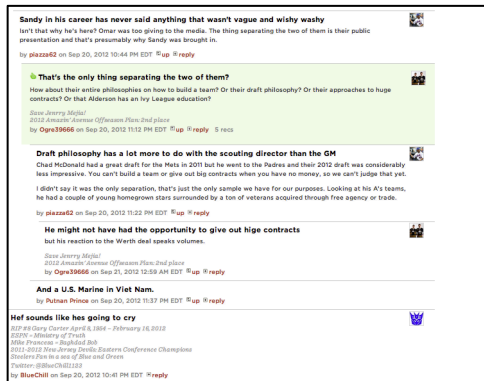 Sandy in his career has never said anything that wasn't vague and wishy washy
Isn't that why he's here? Omar was too giving to the media. The thing separating the two of them is their public
presentation and that's presumably why Sandy was brought in.
by piazza62 on Sep 20, 2012 10:44 PM EDT up reply
That's the only thing separating the two of them?
How about their entire philosophies on how to build a team? Or their draft philosophy? Or their approaches to huge
contracts? Or that Alderson has an Ivy League education?
Save Jenrry Mejia!
2012 Amazin' Avenue Offseason Plan: 2nd place
by Ogre39666 on Sep 20, 2012 11:12 PM EDT up reply 5 recs
Draft philosophy has a lot more to do with the scouting director than the GM
Chad McDonald had a great draft for the Mets in 2011 but he went to the Padres and their 2012 draft was considerably
less impressive. You can't build a team or give out big contracts when you have no money, so we can't judge that yet.
I didn't say it was the only separation, that's just the only sample we have for our purposes. Looking at his A's teams,
he had a couple of young homegrown stars surrounded by a ton of veterans acquired through free agency or trade.
by piazza62 on Sep 20, 2012 11:22 PM EDT up reply
He might not have had the opportunity to give out hige contracts
but his reaction to the Werth deal speaks volumes.
Save Jenrry Mejia!
2012 Amazin' Avenue Offseason Plan: 2nd place
by Ogre39666 on Sep 21, 2012 12:59 AM EDT up reply
And a U.S. Marine in Viet Nam.
by Putnan Prince on Sep 20, 2012 11:37 PM EDT up reply
Hef sounds like hes going to cry
RIP #8 Gary Carter April 8, 1954 - February 16, 2012
ESPN = Ministry of Truth
Mike Francesa = Baghdad Bob
2011-2012 New Jersey Devils: Eastern Conference Champions
Steelers Fan in a sea of Blue and Green
Twitter: @BlueChill1123
by BlueChill on Sep 20, 2012 10:41 PM EDT reply